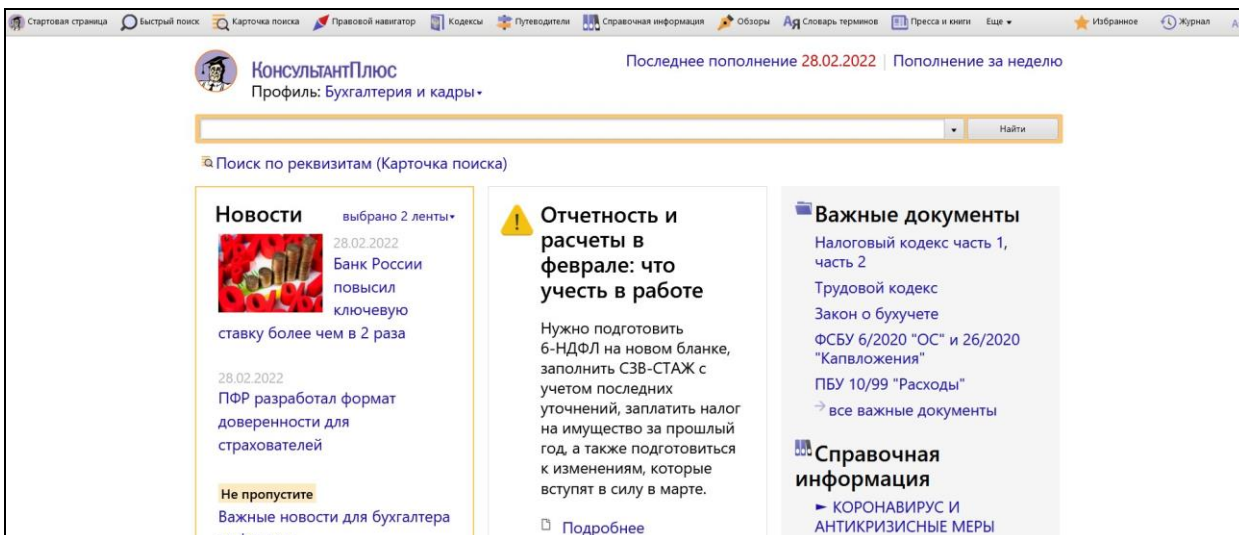 Стартовая страница Быстрый поиск Карточка поиска Правовой навигатор Кодексы Путеводители Справочная информация Обзоры Словарь терминов Пресса и книги Еще Избранное Журнал
КонсультантПлюс
Профиль: Бухгалтерия и кадры
Последнее пополнение 28.02.2022 | Пополнение за неделю
Найти
Поиск по реквизитам (Карточка поиска)
Новости выбрано 2 ленты
28.02.2022
Банк России
повысил
ключевую
ставку более чем в 2 раза
28.02.2022
ПФР разработал формат
доверенности для
страхователей
Не пропустите
Важные новости для бухгалтера
Отчетность и
расчеты в
феврале: что
учесть в работе
Нужно подготовить
6-НДФЛ на новом бланке,
заполнить СЗВ-СТАЖ с
учетом последних
уточнений, заплатить налог
на имущество за прошлый
год, а также подготовиться
к изменениям, которые
вступят в силу в марте.
Подробнее
Важные документы
Налоговый кодекс часть 1,
часть 2
Трудовой кодекс
Закон о бухучете
ФСБУ 6/2020 "ОС" и 26/2020
"Капвложения"
ПБУ 10/99 "Расходы"
→ все важные документы
Справочная
информация
► КОРОНАВИРУС И
АНТИКРИЗИСНЫЕ МЕРЫ